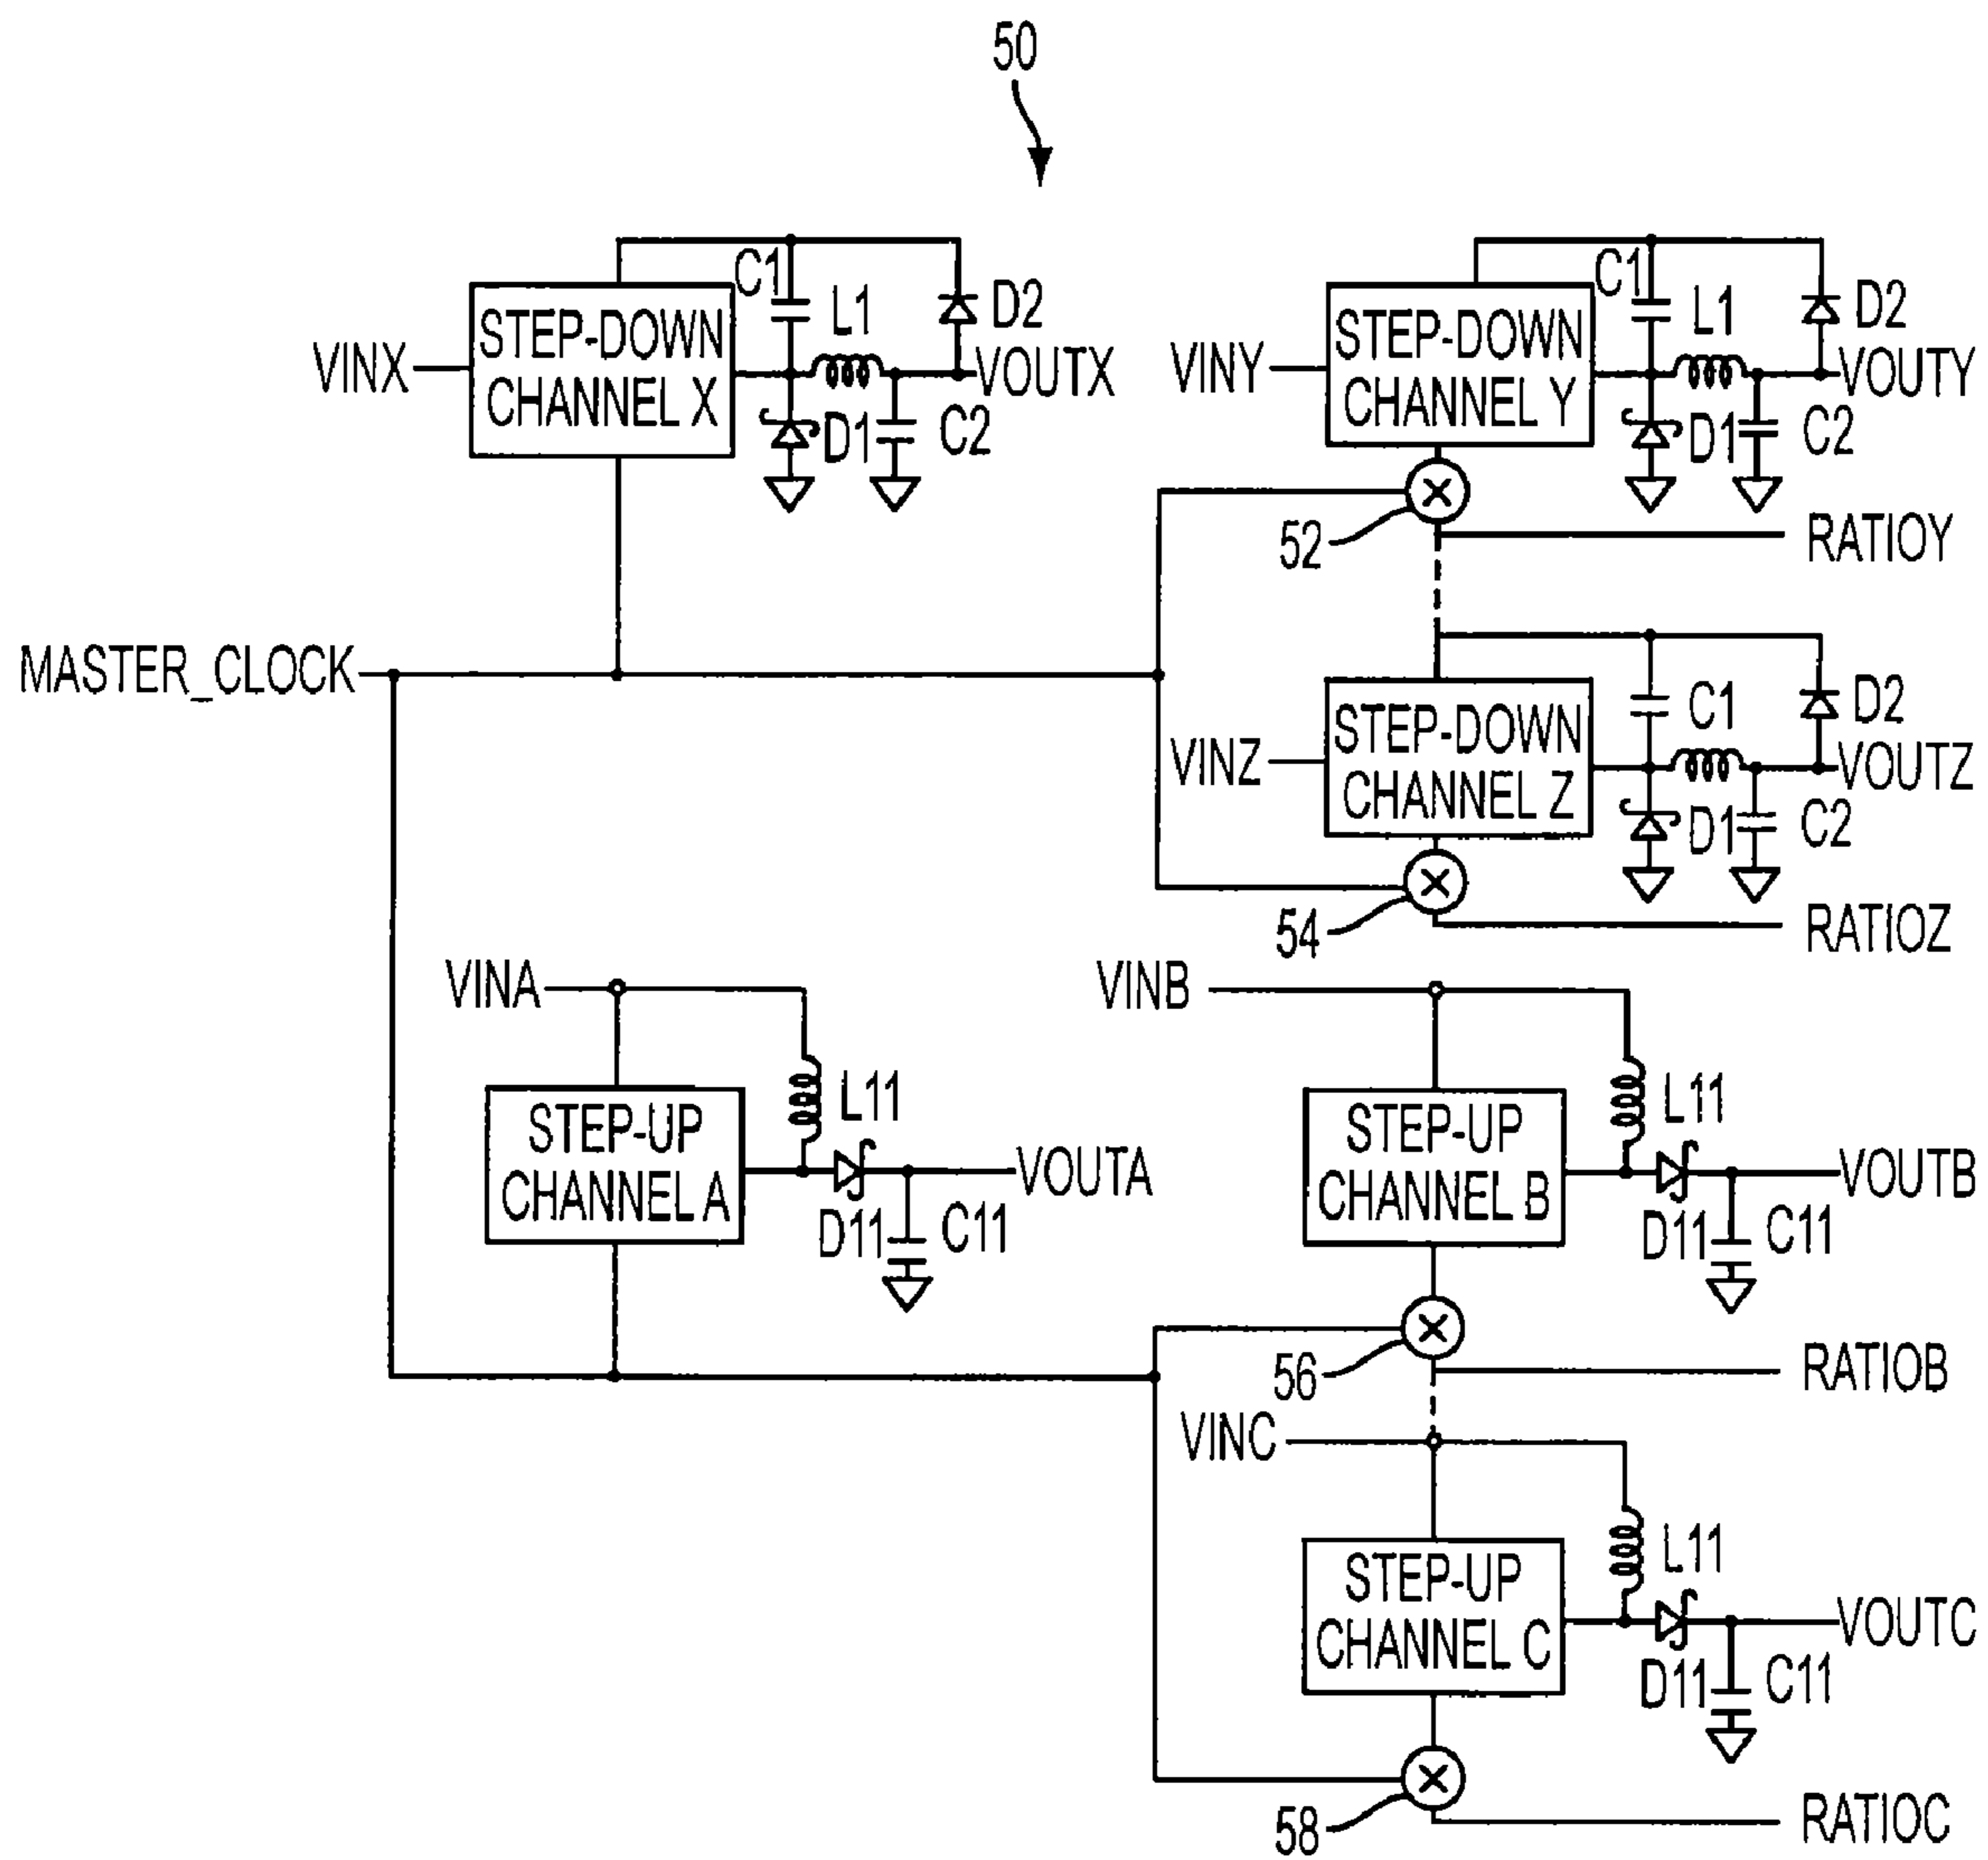 50
C1
L1
D2
STEP-DOWN
CHANNEL X
VINX
VOUTX
D1
C2
C1
L1
D2
STEP-DOWN
CHANNEL Y
VINY
VOUTY
D1
C2
52
RATIOY
MASTER_CLOCK
C1
D2
STEP-DOWN
CHANNEL Z
VINZ
VOUTZ
D1
C2
54
RATIOZ
VINA
L11
STEP-UP
CHANNEL A
VOUTA
D11
C11
VINB
L11
STEP-UP
CHANNEL B
VOUTB
D11
C11
56
RATIOB
VINC
L11
STEP-UP
CHANNEL C
VOUTC
D11
C11
58
RATIOC